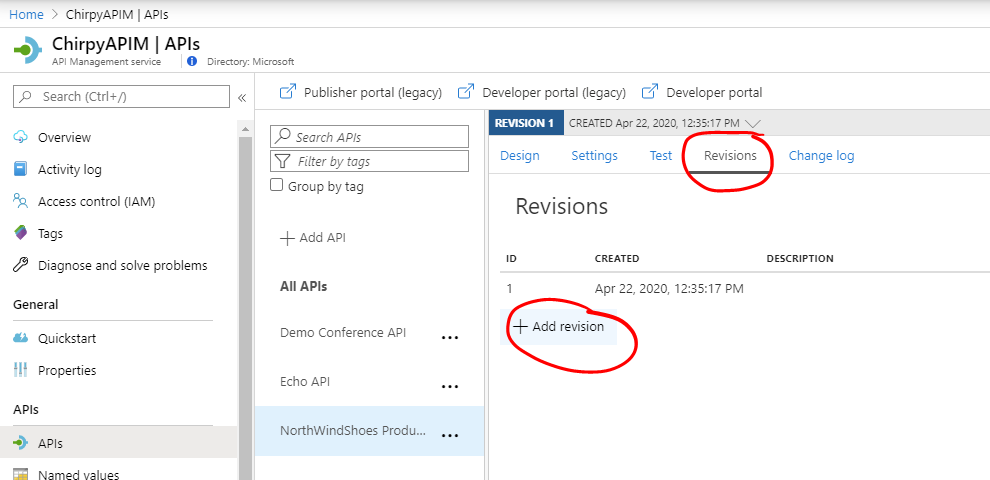 Home > ChirpyAPIM | APIs
ChirpyAPIM | APIs
API Management service
Directory: Microsoft
Search (Ctrl+/)
«
Overview
Activity log
Access control (IAM)
Tags
Diagnose and solve problems
General
Quickstart
Properties
APIs
APIs
Named values
Publisher portal (legacy)
Developer portal (legacy)
Developer portal
Search APIs
Filter by tags
Group by tag
+ Add API
All APIs
Demo Conference API ...
Echo API ...
NorthWindShoes Produ... ...
REVISION 1 CREATED Apr 22, 2020, 12:35:17 PM
Design Settings Test Revisions Change log
Revisions
ID CREATED DESCRIPTION
1 Apr 22, 2020, 12:35:17 PM
+ Add revision